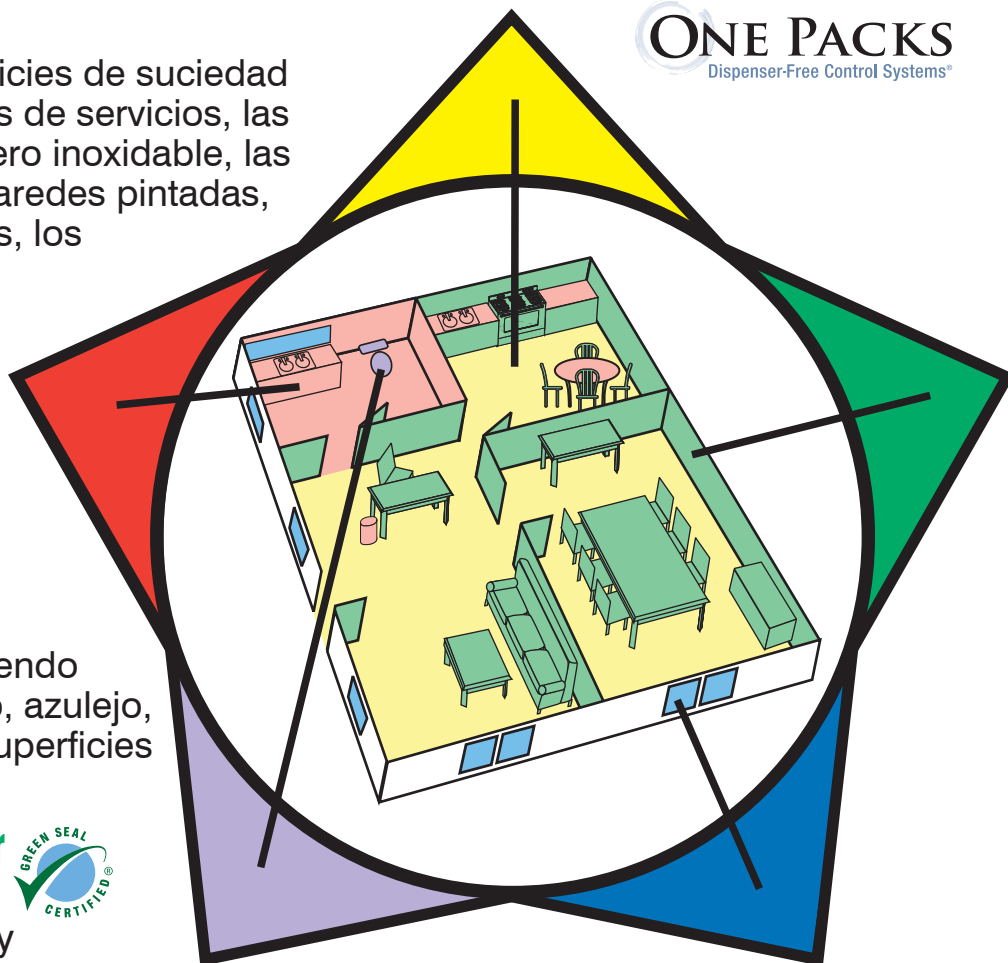 ONE PACKS
Dispenser-Free Control Systems®
icies de suciedad
s de servicios, las
ero inoxidable, las
aredes pintadas,
s, los
endo
o, azulejo,
superficies
r
GREEN SEAL
CERTIFIED®
y